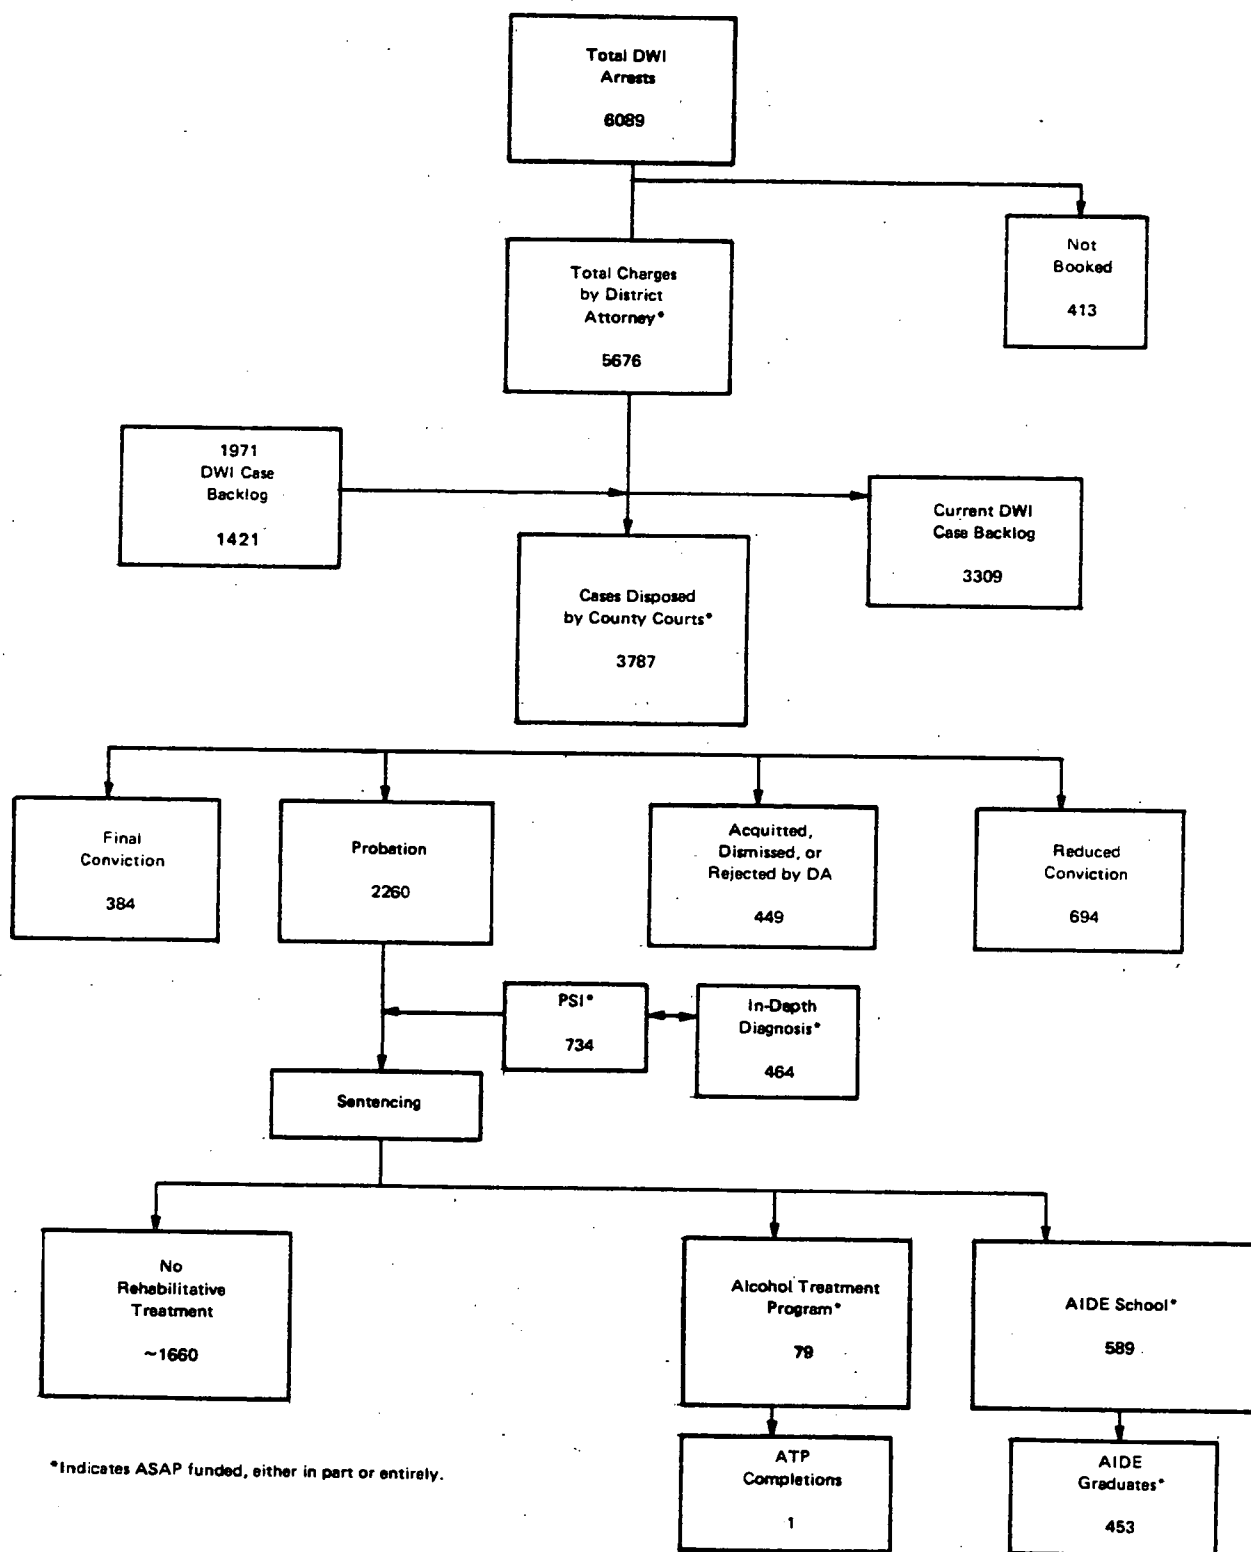 Total DWI
Arrests
6089
Not
Booked
413
Total Charges
by District
Attorney*
5676
1971
DWI Case
Backlog
1421
Current DWI
Case Backlog
3309
Cases Disposed
by County Courts*
3787
Final
Conviction
384
Probation
2260
Acquitted,
Dismissed, or
Rejected by DA
449
Reduced
Conviction
694
PSI*
734
In-Depth
Diagnosis*
464
Sentencing
No
Rehabilitative
Treatment
~1660
Alcohol Treatment
Program*
79
AIDE School*
589
ATP
Completions
1
AIDE
Graduates*
453
*Indicates ASAP funded, either in part or entirely.